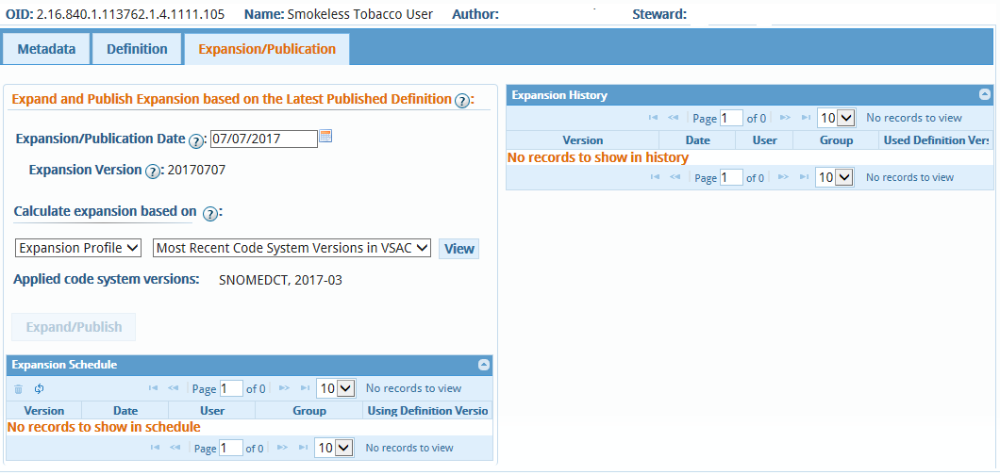 OID: 2.16.840.1.113762.1.4.1111.105 Name: Smokeless Tobacco User Author: Steward:
Metadata Definition Expansion/Publication
Expand and Publish Expansion based on the Latest Published Definition ?:
Expansion/Publication Date ?: 07/07/2017
Expansion Version ?: 20170707
Calculate expansion based on ?:
Expansion Profile Most Recent Code System Versions in VSAC View
Applied code system versions: SNOMEDCT, 2017-03
Expand/Publish
Expansion Schedule
Page 1 of 0 10 No records to view
Version Date User Group Using Definition Versio
No records to show in schedule
Page 1 of 0 10 No records to view
Expansion History
Page 1 of 0 10 No records to view
Version Date User Group Used Definition Vers
No records to show in history
Page 1 of 0 10 No records to view